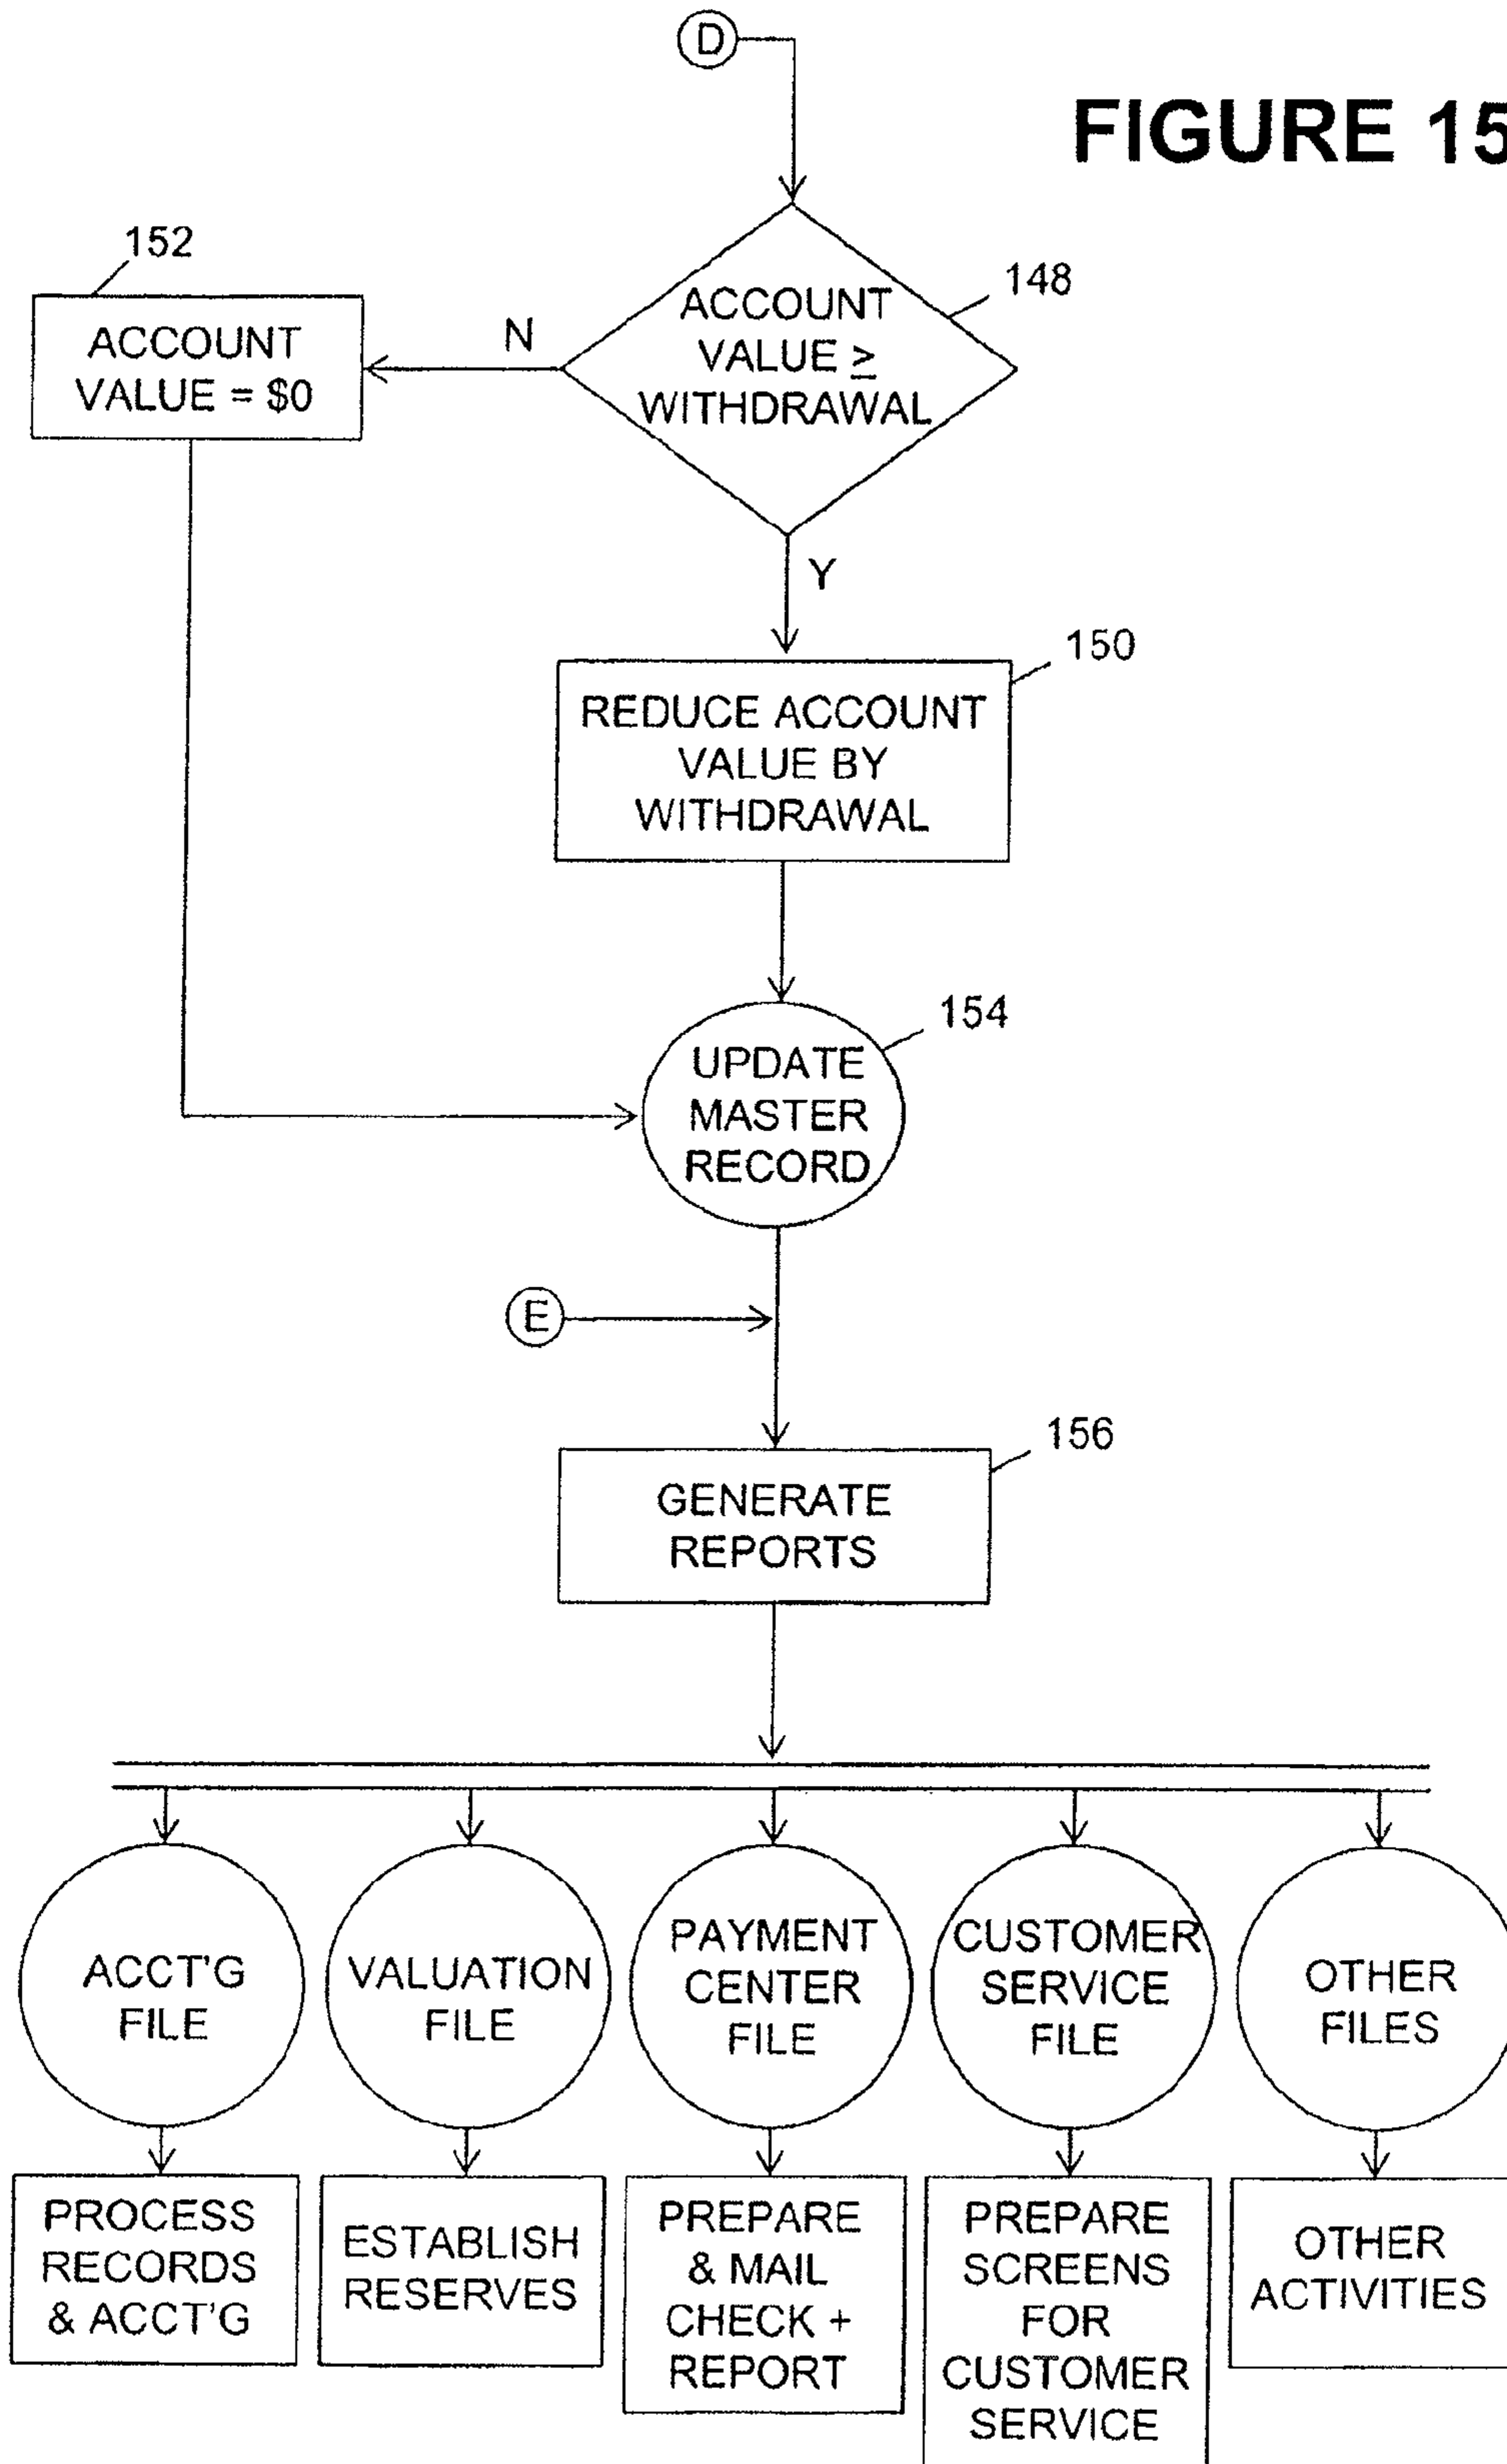 D
FIGURE 15
152
148
ACCOUNT
VALUE ≥
WITHDRAWAL
N
ACCOUNT
VALUE = $0
Y
150
REDUCE ACCOUNT
VALUE BY
WITHDRAWAL
154
UPDATE
MASTER
RECORD
E
156
GENERATE
REPORTS
ACCT'G
FILE
VALUATION
FILE
PAYMENT
CENTER
FILE
CUSTOMER
SERVICE
FILE
OTHER
FILES
PROCESS
RECORDS
& ACCT'G
ESTABLISH
RESERVES
PREPARE
& MAIL
CHECK +
REPORT
PREPARE
SCREENS
FOR
CUSTOMER
SERVICE
OTHER
ACTIVITIES